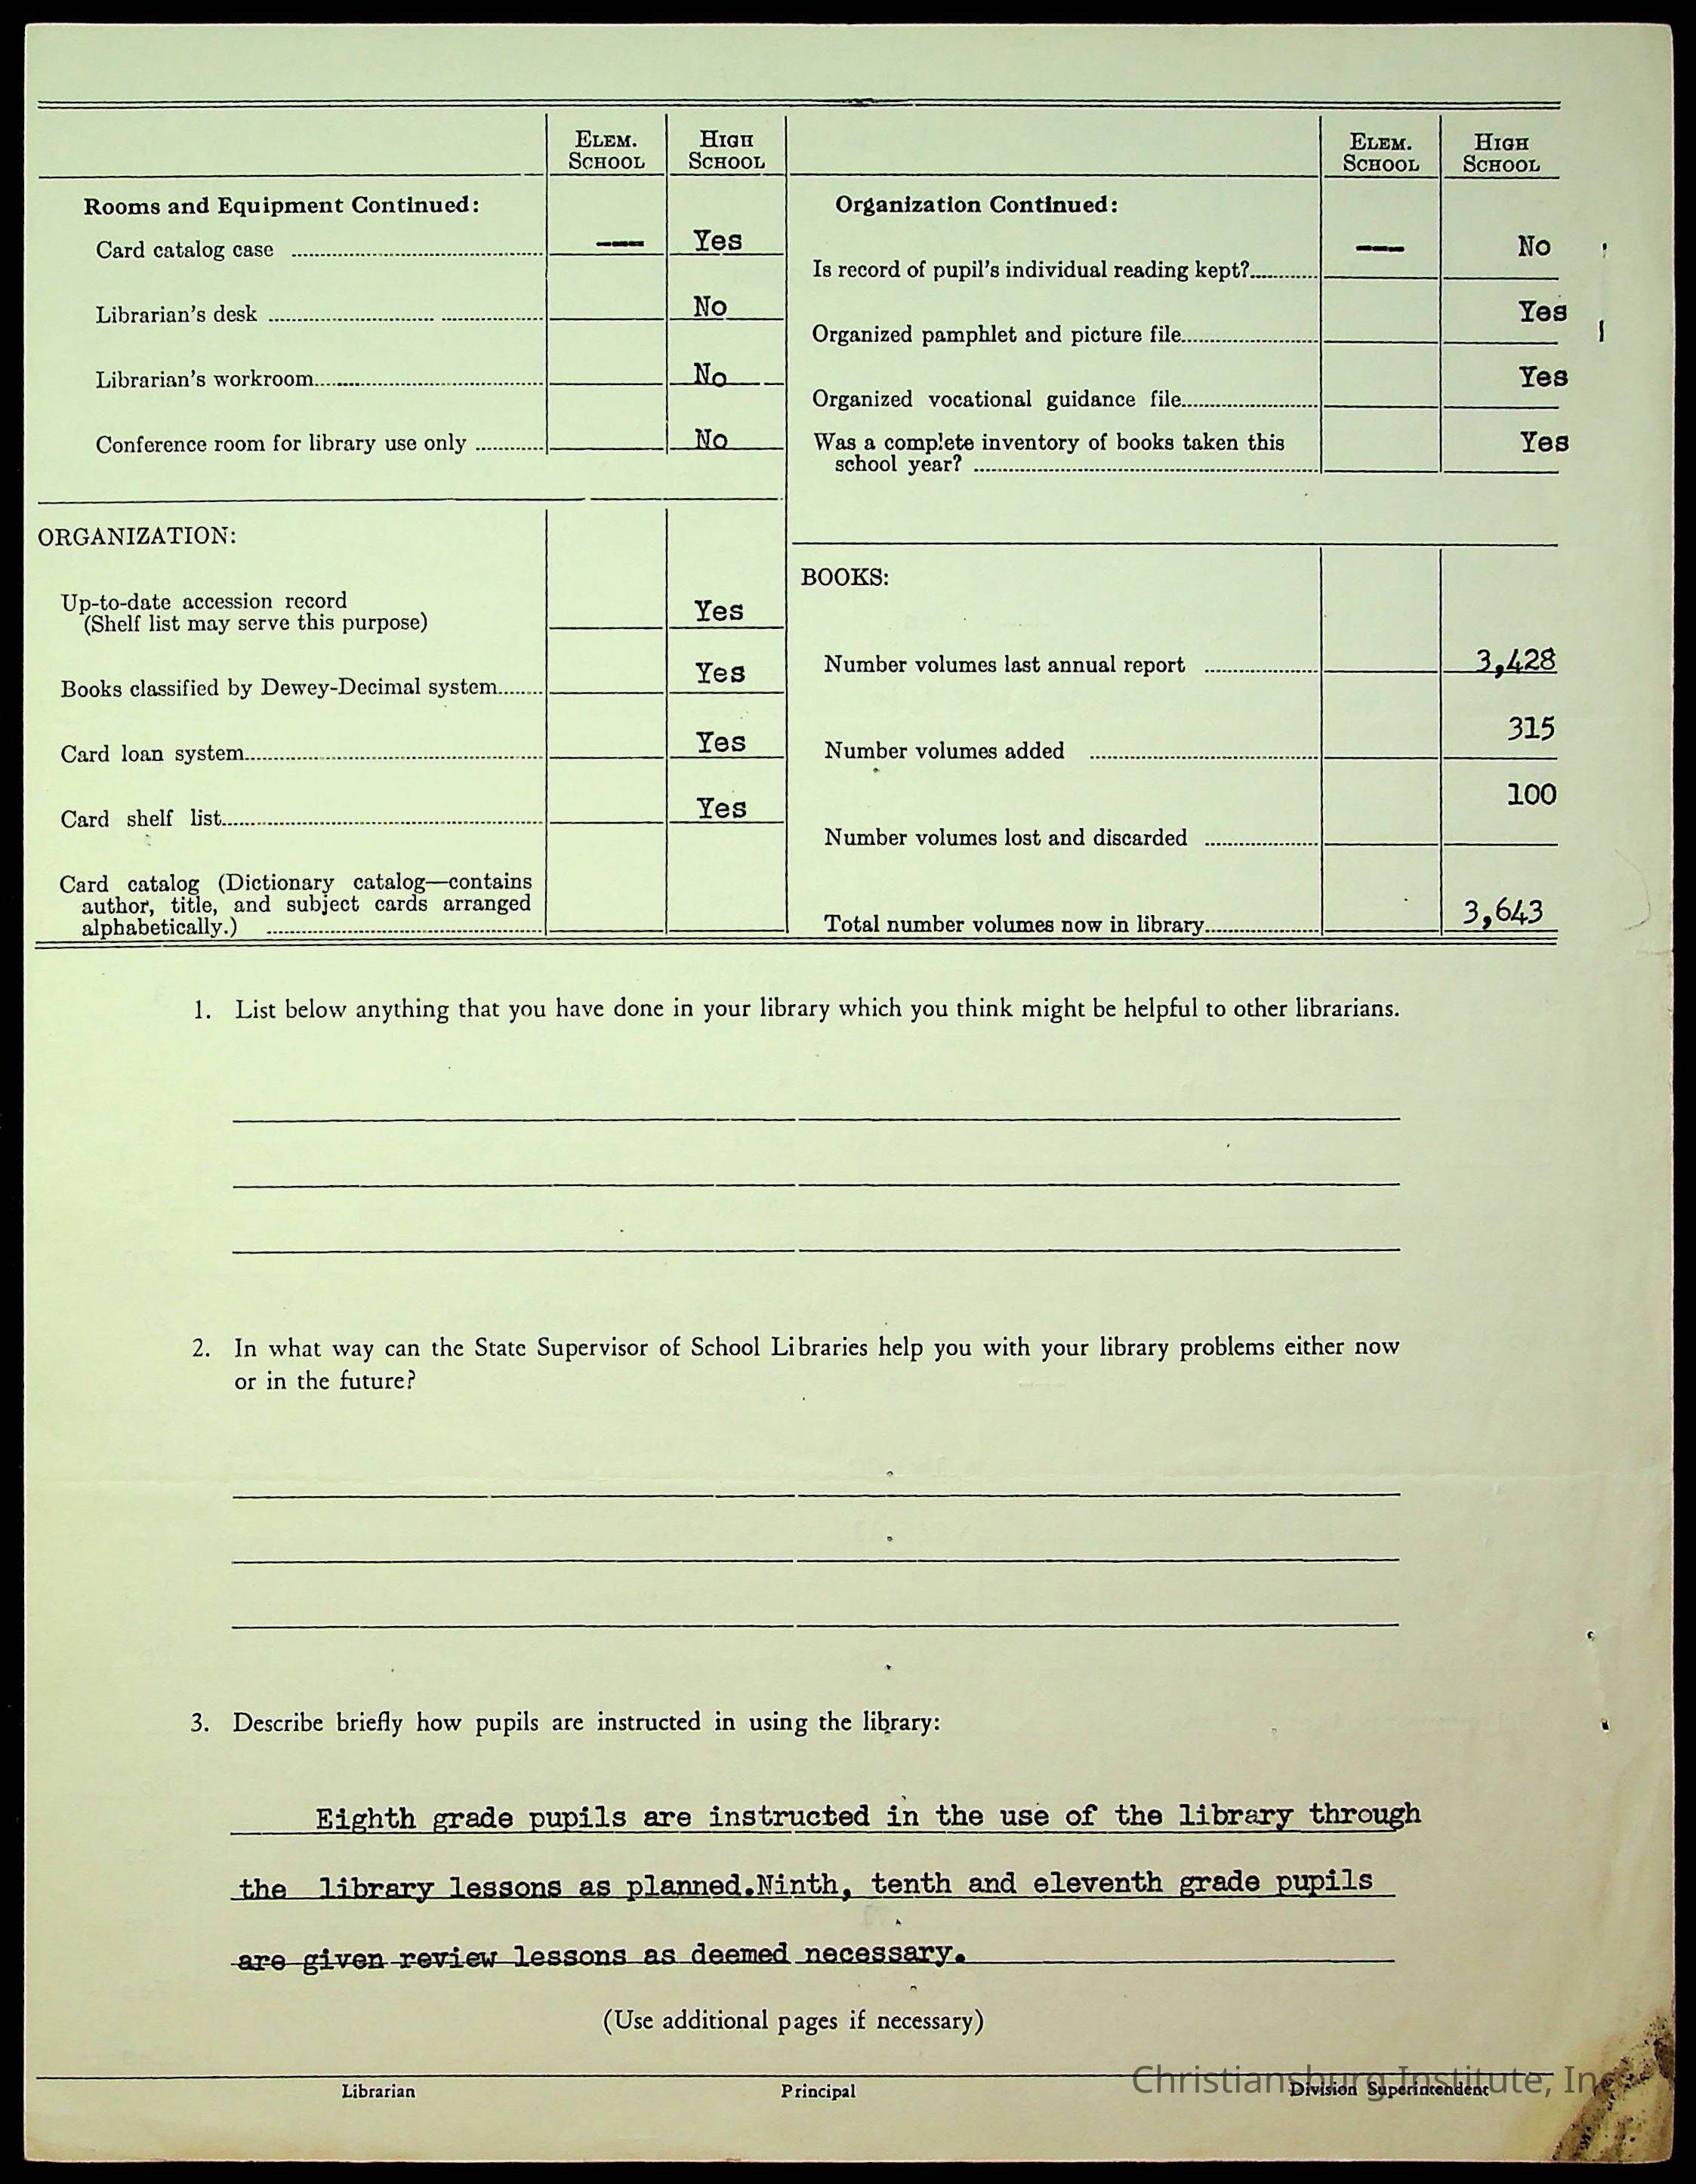 ELEM. SCHOOL HIGH SCHOOL
Rooms and Equipment Continued:
Card catalog case — Yes
Librarian's desk No
Librarian's workroom No
Conference room for library use only No
ORGANIZATION:
Up-to-date accession record
(Shelf list may serve this purpose) Yes
Books classified by Dewey-Decimal system Yes
Card loan system Yes
Card shelf list Yes
Card catalog (Dictionary catalog—contains
author, title, and subject cards arranged
alphabetically.)
ELEM. SCHOOL HIGH SCHOOL
Organization Continued:
Is record of pupil's individual reading kept? — No
Organized pamphlet and picture file Yes
Organized vocational guidance file Yes
Was a complete inventory of books taken this
school year? Yes
BOOKS:
Number volumes last annual report 3,428
Number volumes added 315
Number volumes lost and discarded 100
Total number volumes now in library 3,643
1. List below anything that you have done in your library which you think might be helpful to other librarians.
2. In what way can the State Supervisor of School Libraries help you with your library problems either now
or in the future?
3. Describe briefly how pupils are instructed in using the library:
Eighth grade pupils are instructed in the use of the library through
the library lessons as planned.Ninth, tenth and eleventh grade pupils
are given review lessons as deemed necessary.
(Use additional pages if necessary)
Librarian Principal Division Superintendent
Christiansburg Institute, Inc